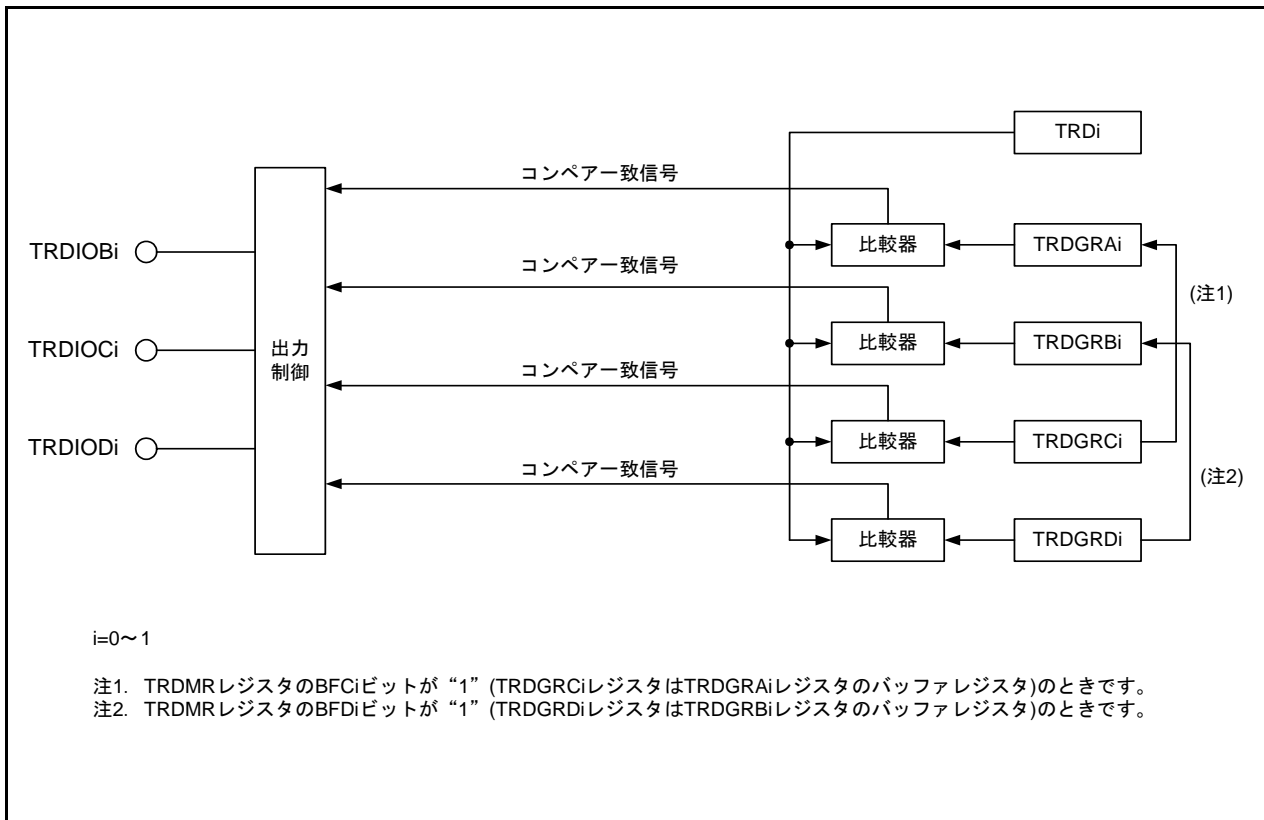 TRDi
コンペアー致信号
TRDIOBi
比較器
TRDGRAi
コンペアー致信号
(注1)
TRDIOCi
出力
制御
比較器
TRDGRBi
コンペアー致信号
TRDIODi
比較器
TRDGRCi
コンペアー致信号
(注2)
比較器
TRDGRDi
i=0～1
注1. TRDMRレジスタのBFCiビットが“1” (TRDGRCiレジスタはTRDGRAiレジスタのバッファレジスタ)のときです。
注2. TRDMRレジスタのBFDiビットが“1” (TRDGRDiレジスタはTRDGRBiレジスタのバッファレジスタ)のときです。